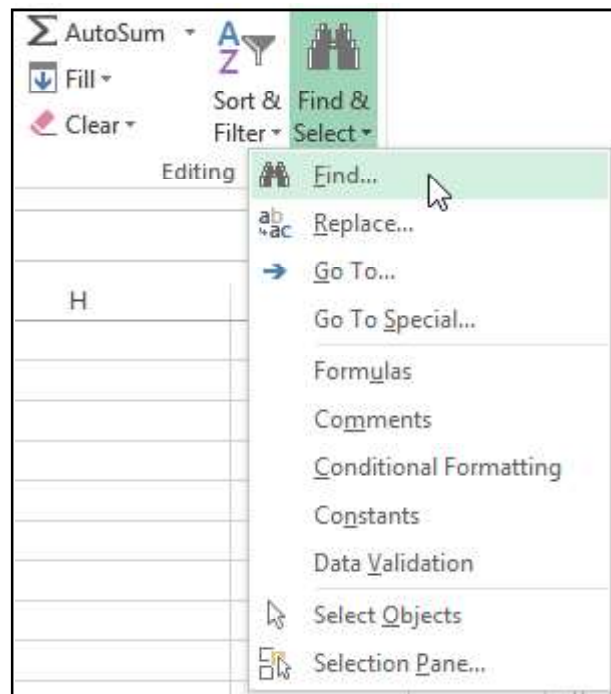 AutoSum
Fill
Clear
Sort &
Filter
Find &
Select
Editing
Find...
Replace...
Go To...
Go To Special...
Formulas
Comments
Conditional Formatting
Constants
Data Validation
Select Objects
Selection Pane...
H